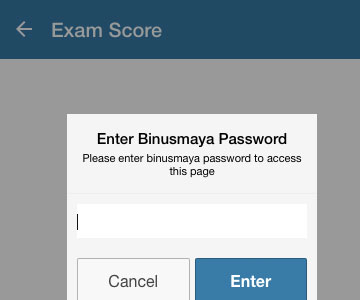 Exam Score
Enter Binusmaya Password
Please enter binusmaya password to access
this page
Cancel
Enter